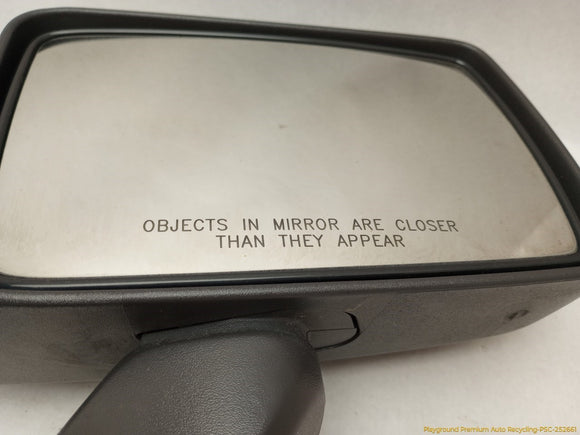 OBJECTS IN MIRROR ARE CLOSER
THAN THEY APPEAR
Playground Premium Auto Recycling-PSC-252661